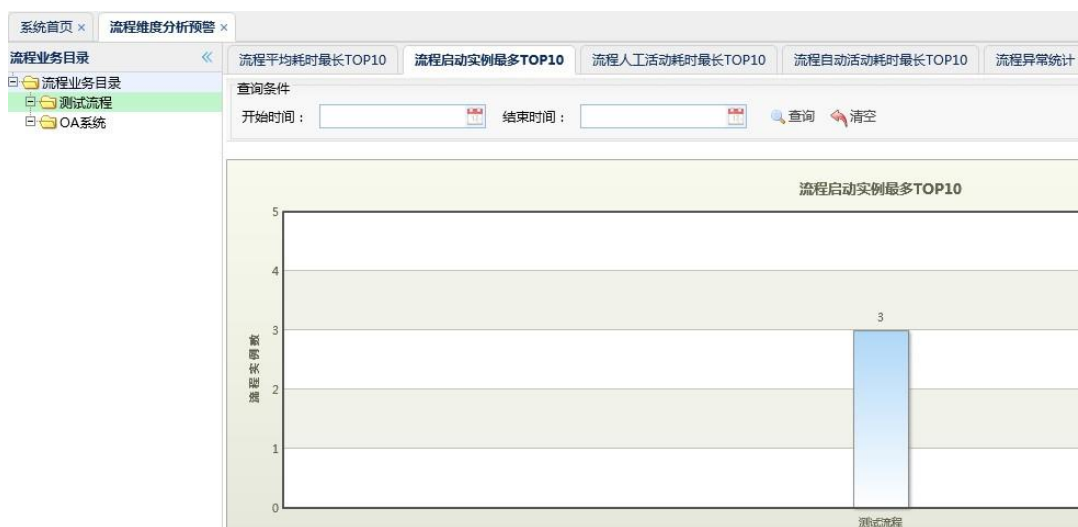 系统首页 × 流程维度分析预警 ×
流程业务目录
流程平均耗时最长TOP10 流程启动实例最多TOP10 流程人工活动耗时最长TOP10 流程自动活动耗时最长TOP10 流程异常统计
流程业务目录
测试流程
OA系统
查询条件
开始时间： 结束时间： 查询 清空
流程启动实例最多TOP10
5
4
3
2
1
0
流程实例数
3
测试流程